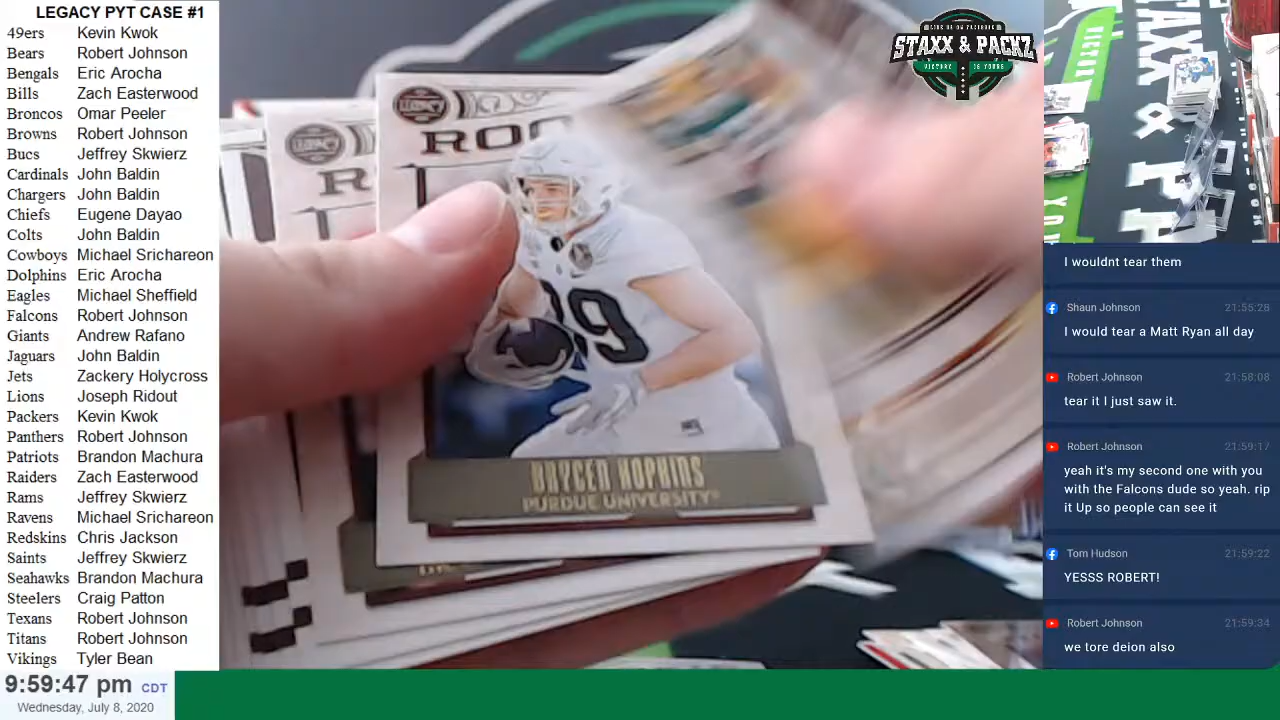 LEGACY PYT CASE #1
49ers Kevin Kwok
Bears Robert Johnson
Bengals Eric Arocha
Bills Zach Easterwood
Broncos Omar Peeler
Browns Robert Johnson
Bucs Jeffrey Skwierz
Cardinals John Baldin
Chargers John Baldin
Chiefs Eugene Dayao
Colts John Baldin
Cowboys Michael Srichareon
Dolphins Eric Arocha
Eagles Michael Sheffield
Falcons Robert Johnson
Giants Andrew Rafano
Jaguars John Baldin
Jets Zackery Holycross
Lions Joseph Ridout
Packers Kevin Kwok
Panthers Robert Johnson
Patriots Brandon Machura
Raiders Zach Easterwood
Rams Jeffrey Skwierz
Ravens Michael Srichareon
Redskins Chris Jackson
Saints Jeffrey Skwierz
Seahawks Brandon Machura
Steelers Craig Patton
Texans Robert Johnson
Titans Robert Johnson
Vikings Tyler Bean
9:59:47 pm CDT
Wednesday, July 8, 2020
LEGACY
R
LEGACY
ROO
89
BRYCEN HOPKINS
PURDUE UNIVERSITY
STAXX & PACKZ
VICTORY IS YOURS
STAXX & PA
I wouldnt tear them
Shaun Johnson 21:55:28
I would tear a Matt Ryan all day
Robert Johnson 21:58:08
tear it I just saw it.
Robert Johnson 21:59:17
yeah it's my second one with you
with the Falcons dude so yeah. rip
it Up so people can see it
Tom Hudson 21:59:22
YESSS ROBERT!
Robert Johnson 21:59:34
we tore deion also